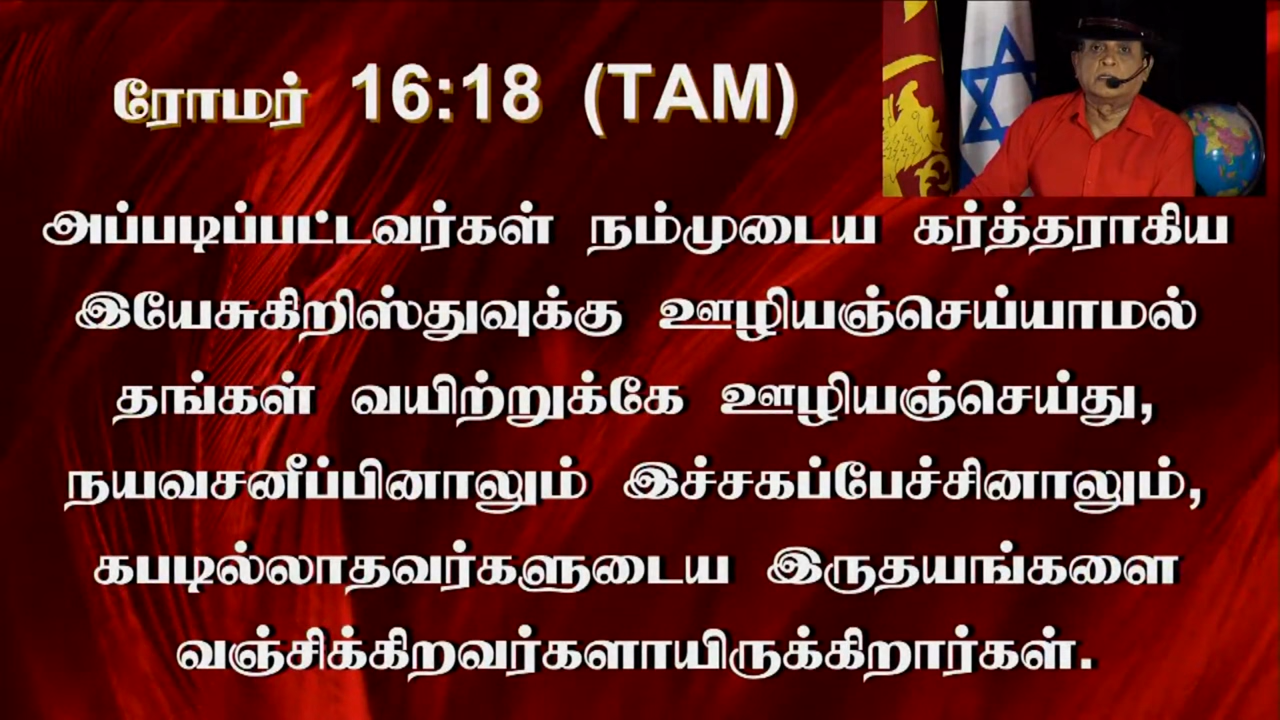 ரோமர் 16:18 (TAM)
அப்படிப்பட்டவர்கள் நம்முடைய கர்த்தராகிய
இயேசுகிறிஸ்துவுக்கு ஊழியஞ்செய்யாமல்
தங்கள் வயிற்றுக்கே ஊழியஞ்செய்து,
நயவசனீப்பினாலும் இச்சகப்பேச்சினாலும்,
கபடில்லாதவர்களுடைய இருதயங்களை
வஞ்சிக்கிறவர்களாயிருக்கிறார்கள்.